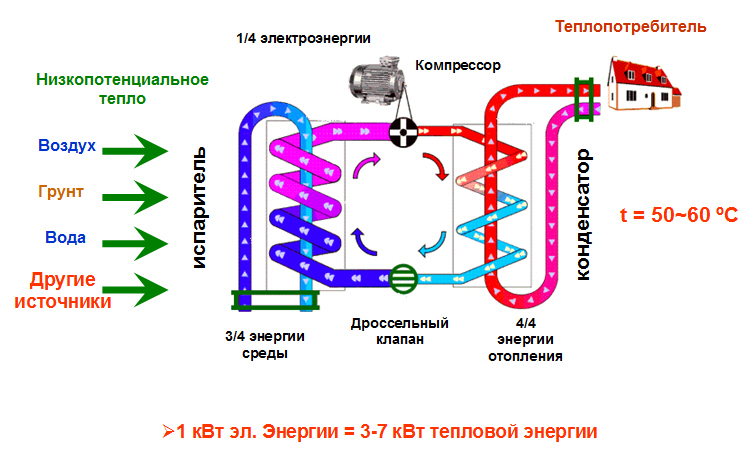 Теплопотребитель
1/4 электроэнергии
Компрессор
Низкопотенциальное
тепло
Воздух
Грунт
Вода
Другие
источники
испаритель
конденсатор
t = 50~60 ºC
3/4 энергии
среды
Дроссельный
клапан
4/4
энергии
отопления
➢1 кВт эл. Энергии = 3-7 кВт тепловой энергии